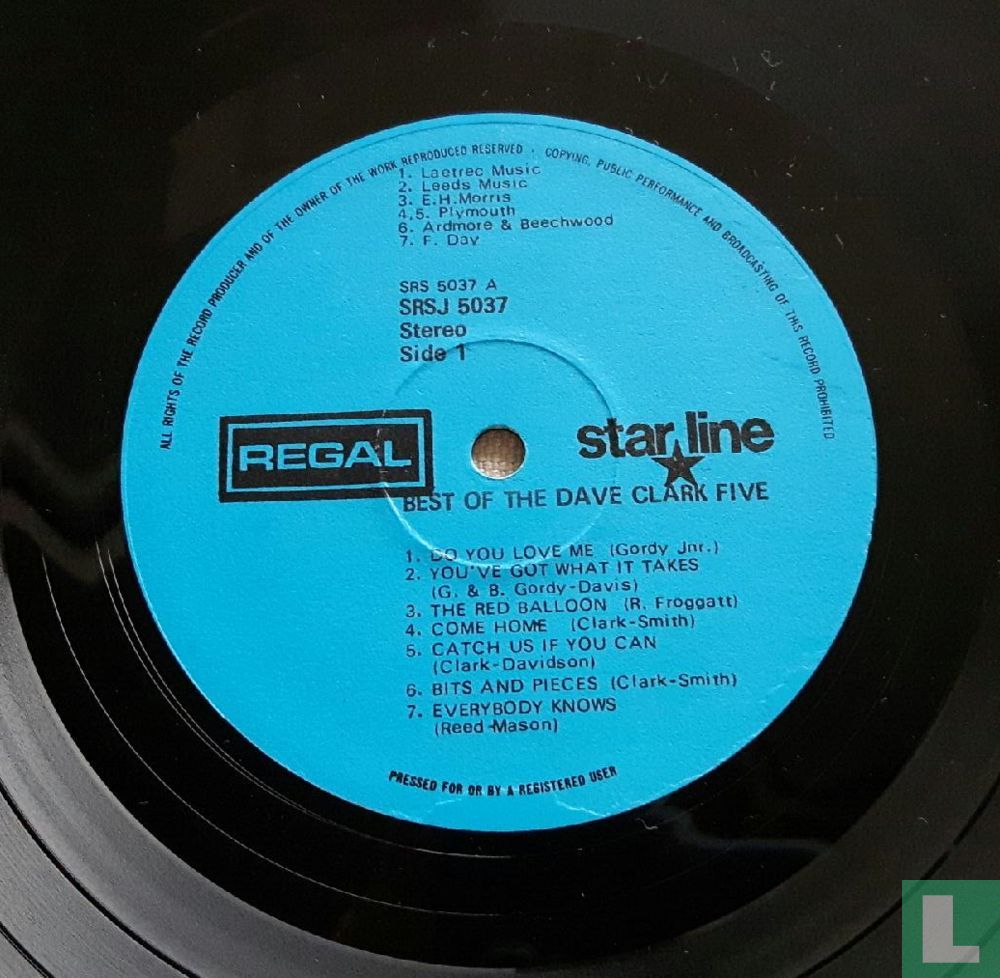 ALL RIGHTS OF THE RECORD PRODUCER AND OF THE OWNER OF THE WORK REPRODUCED RESERVED . COPYING, PUBLIC PERFORMANCE AND BROADCASTING OF THIS RECORD PROHIBITED
1. Laetrec Music
2. Leeds Music
3. E.H.Morris
4,5. Plymouth
6. Ardmore & Beechwood
7. F. Day
SRS 5037 A
SRSJ 5037
Stereo
Side 1
REGAL
star line
BEST OF THE DAVE CLARK FIVE
1. DO YOU LOVE ME (Gordy Jnr.)
2. YOU'VE GOT WHAT IT TAKES
(G. & B. Gordy-Davis)
3. THE RED BALLOON (R. Froggatt)
4. COME HOME (Clark-Smith)
5. CATCH US IF YOU CAN
(Clark-Davidson)
6. BITS AND PIECES (Clark-Smith)
7. EVERYBODY KNOWS
(Reed-Mason)
PRESSED FOR OR BY A REGISTERED USER
L